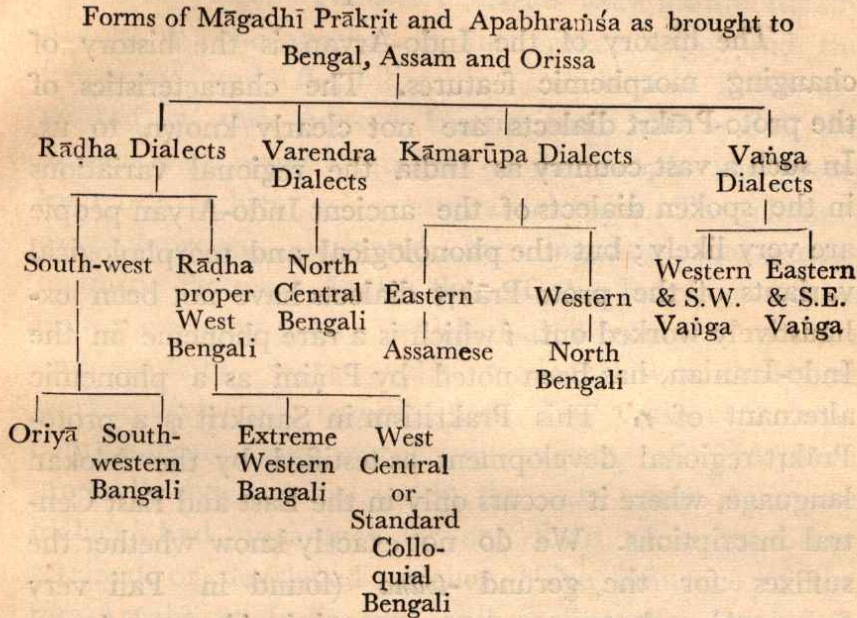 Forms of Māgadhī Prākṛit and Apabhraṁśa as brought to
Bengal, Assam and Orissa
Rāḍha Dialects
Varendra
Dialects
Kāmarūpa Dialects
Vaṅga
Dialects
South-west
Rāḍha
proper
West
Bengali
North
Central
Bengali
Eastern
Assamese
Western
North
Bengali
Western
& S.W.
Vaṅga
Eastern
& S.E.
Vaṅga
Oriyā
South-
western
Bangali
Extreme
Western
Bangali
West
Central
or
Standard
Collo-
quial
Bengali